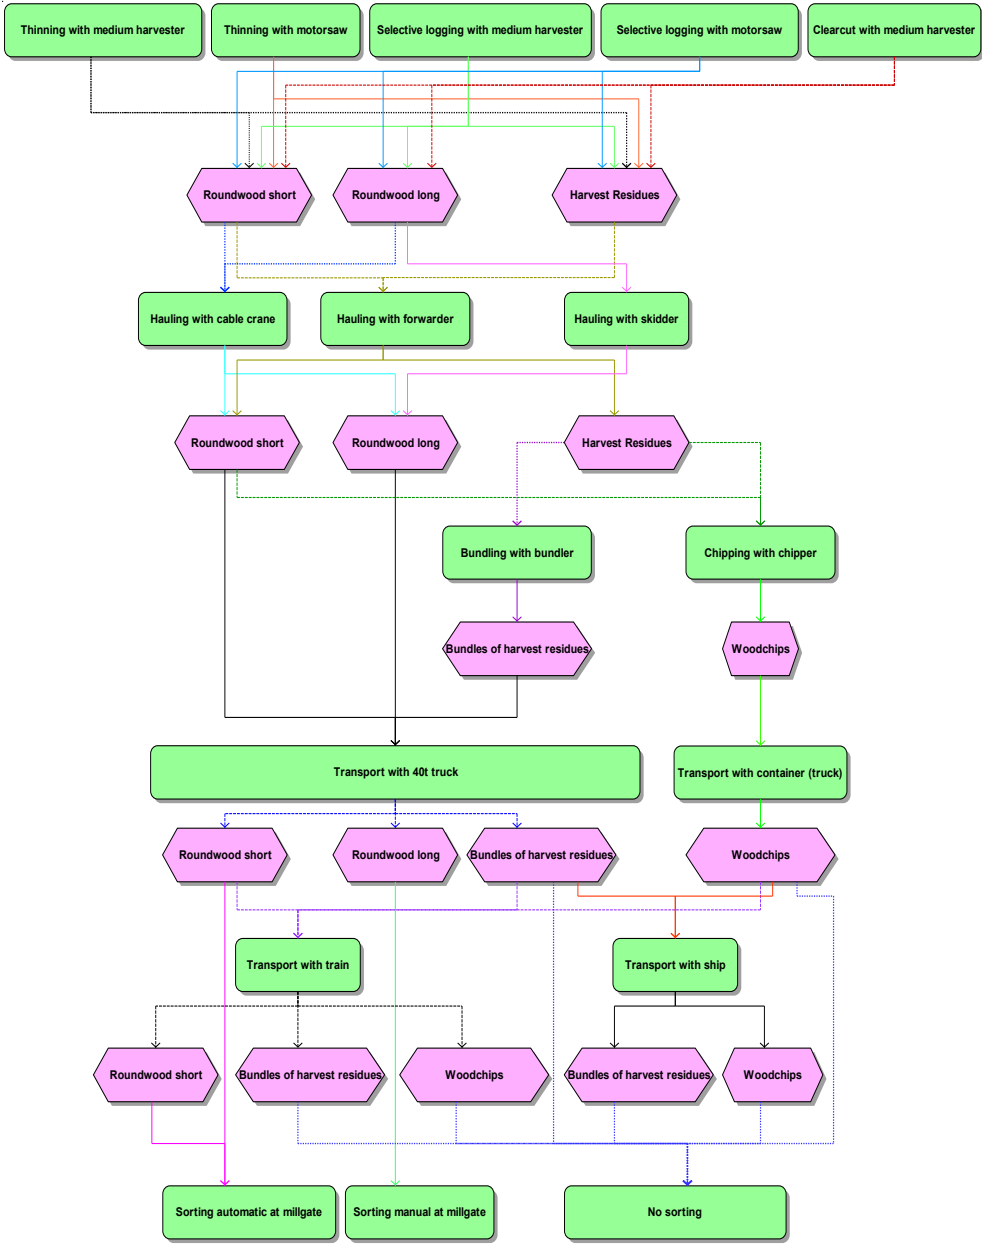 Thinning with medium harvester
Thinning with motorsaw
Selective logging with medium harvester
Selective logging with motorsaw
Clearcut with medium harvester
Roundwood short
Roundwood long
Harvest Residues
Hauling with cable crane
Hauling with forwarder
Hauling with skidder
Roundwood short
Roundwood long
Harvest Residues
Bundling with bundler
Chipping with chipper
Bundles of harvest residues
Woodchips
Transport with 40t truck
Transport with container (truck)
Roundwood short
Roundwood long
Bundles of harvest residues
Woodchips
Transport with train
Transport with ship
Roundwood short
Bundles of harvest residues
Woodchips
Bundles of harvest residues
Woodchips
Sorting automatic at millgate
Sorting manual at millgate
No sorting